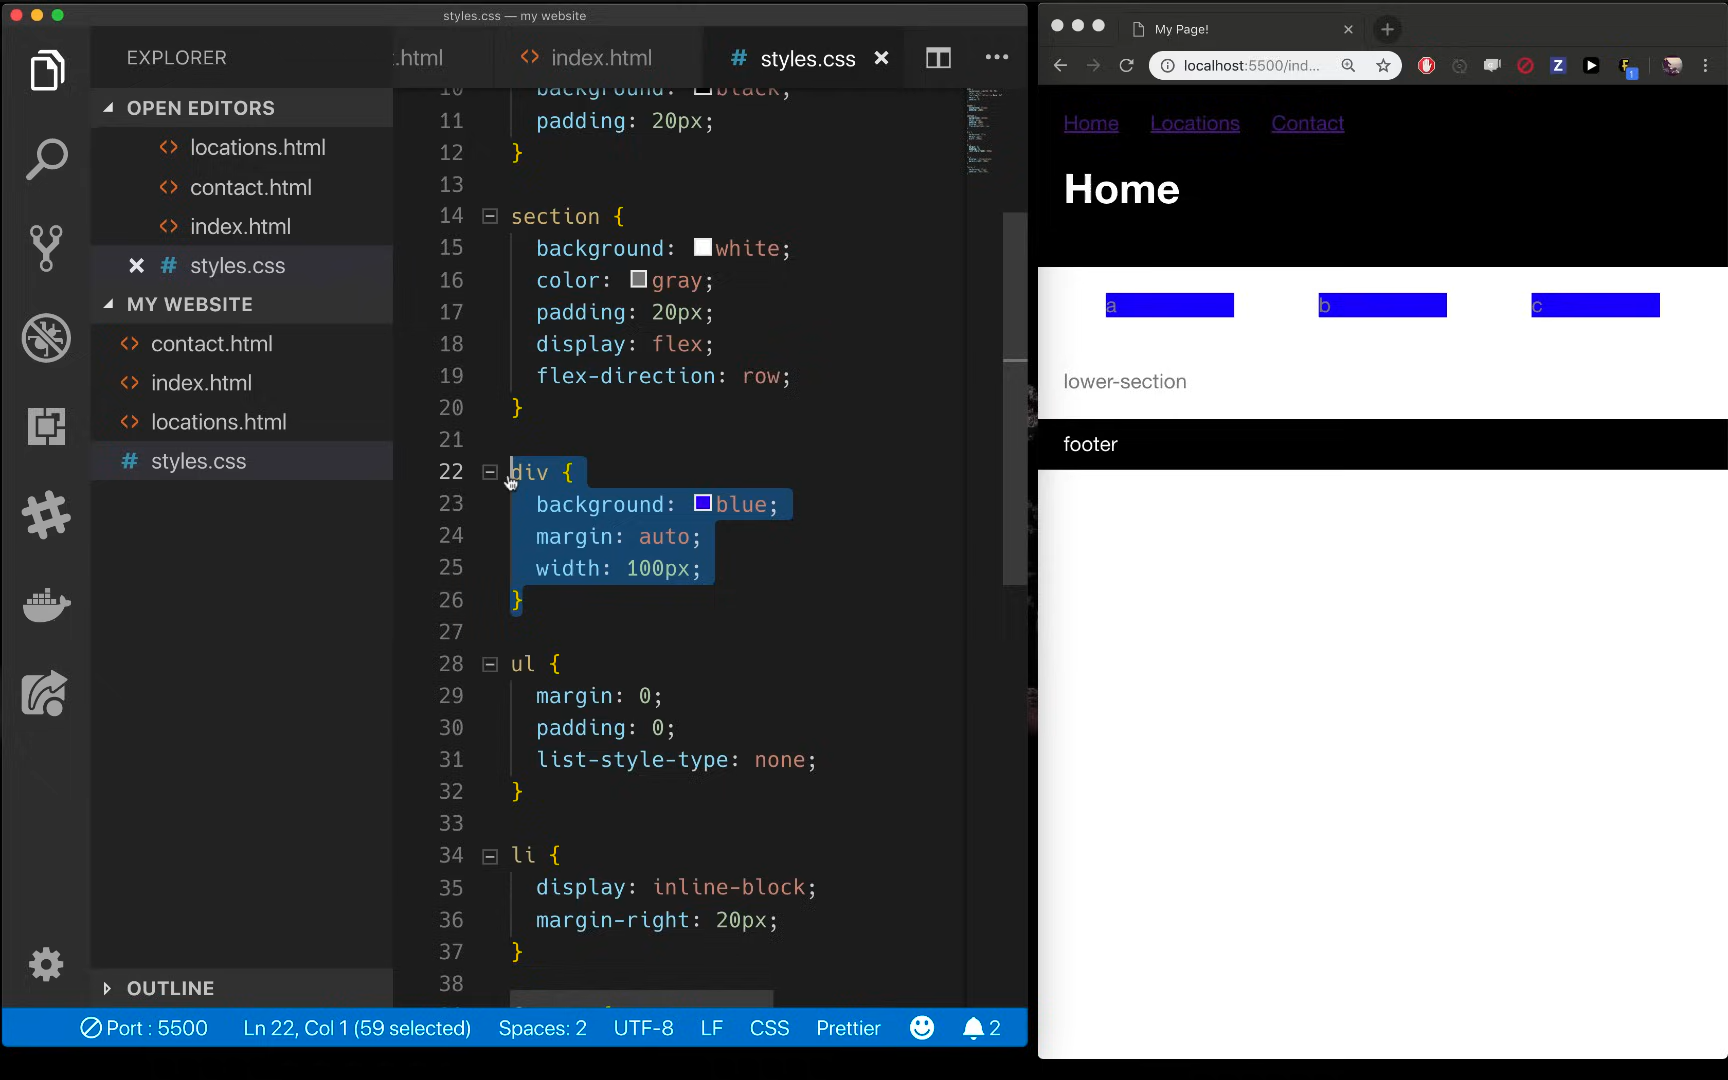 styles.css — my website
EXPLORER
.html
index.html
styles.css
OPEN EDITORS
locations.html
contact.html
index.html
styles.css
MY WEBSITE
contact.html
index.html
locations.html
styles.css
OUTLINE
10 background: black;
11 padding: 20px;
12 }
13
14 section {
15 background: white;
16 color: gray;
17 padding: 20px;
18 display: flex;
19 flex-direction: row;
20 }
21
22 div {
23 background: blue;
24 margin: auto;
25 width: 100px;
26 }
27
28 ul {
29 margin: 0;
30 padding: 0;
31 list-style-type: none;
32 }
33
34 li {
35 display: inline-block;
36 margin-right: 20px;
37 }
38
Port : 5500 Ln 22, Col 1 (59 selected) Spaces: 2 UTF-8 LF CSS Prettier 2
My Page!
localhost:5500/ind...
Z
1
Home Locations Contact
Home
a b c
lower-section
footer